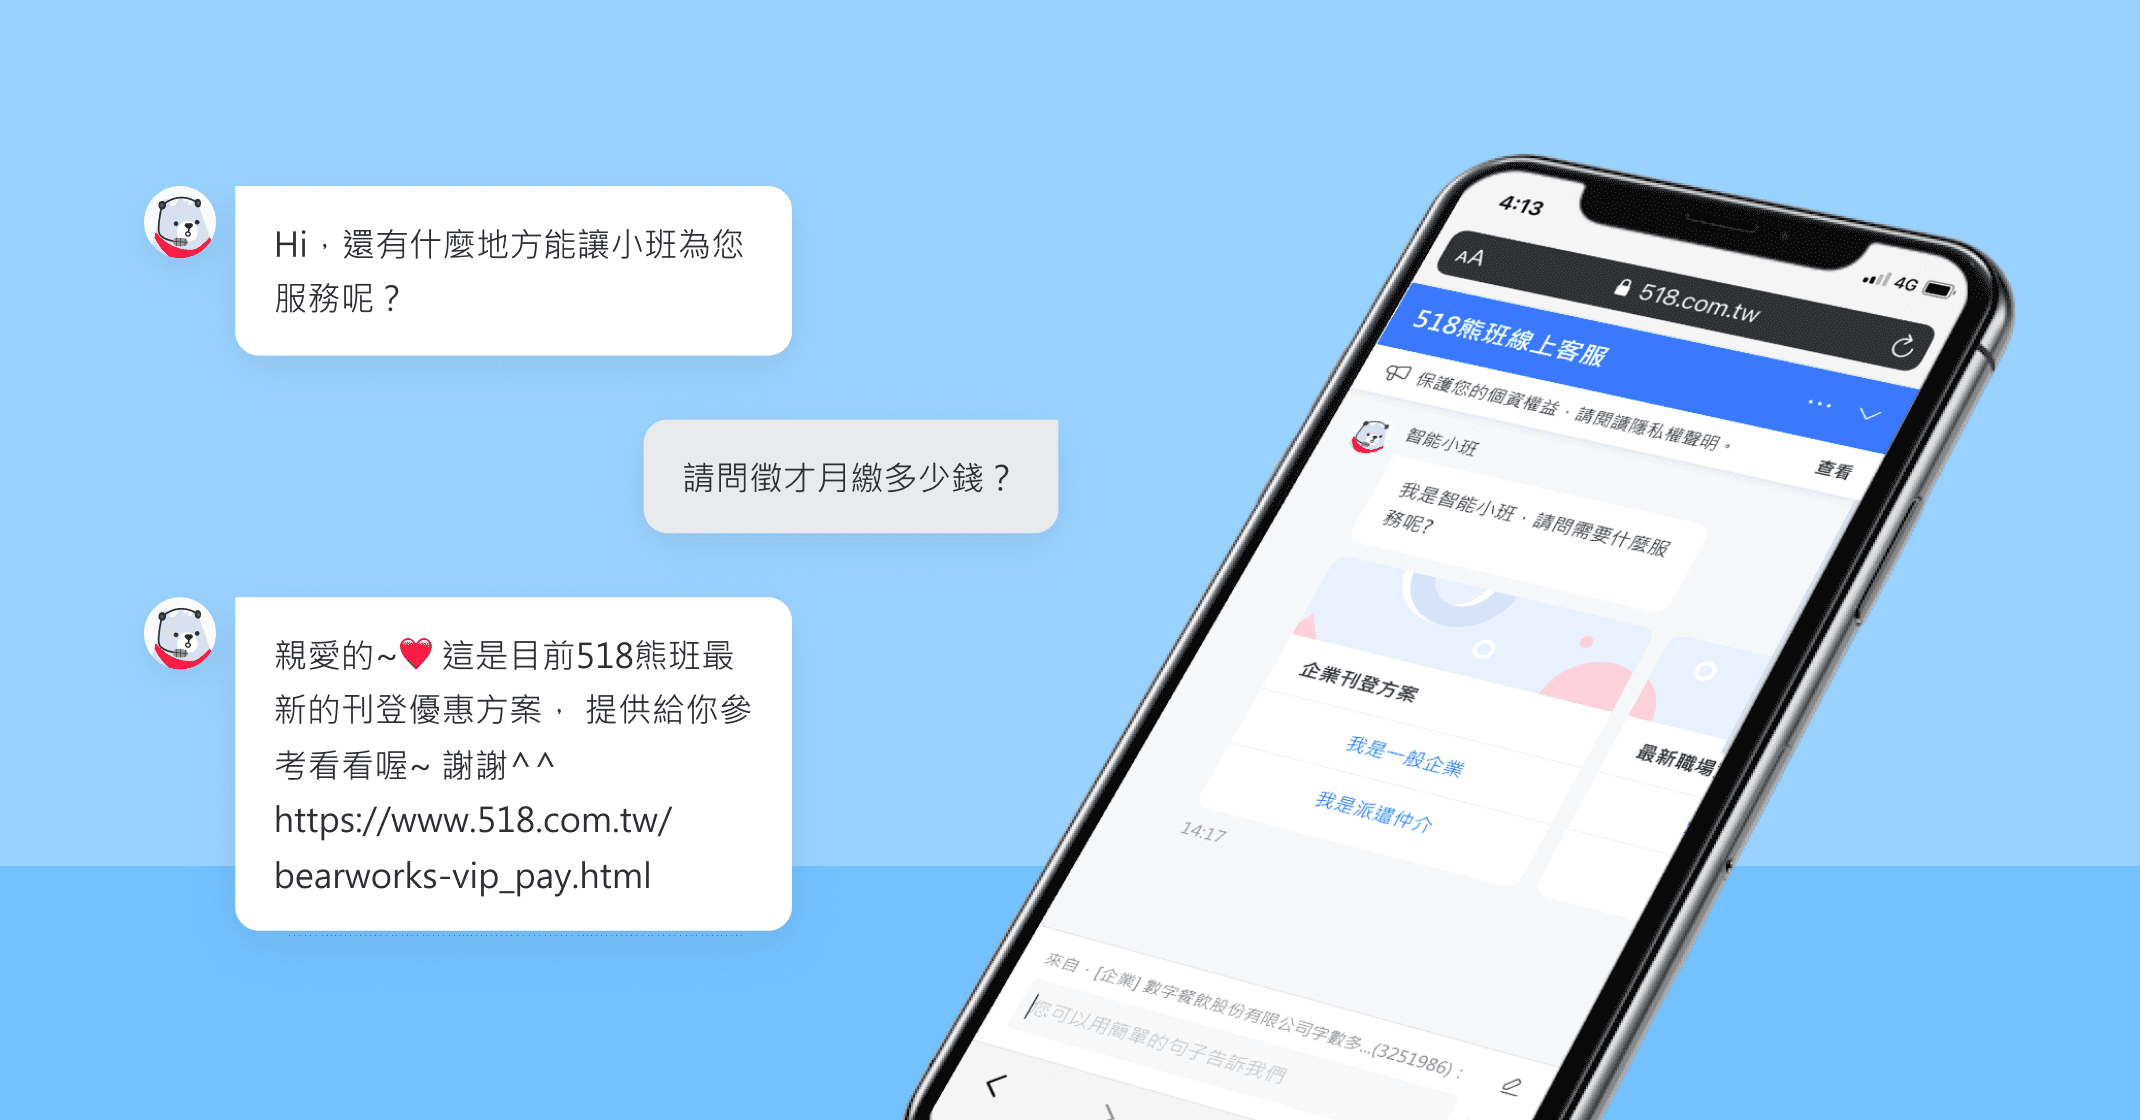 Hi，還有什麼地方能讓小班為您
服務呢？
請問徵才月繳多少錢？
親愛的~❤ 這是目前518熊班最
新的刊登優惠方案， 提供給你參
考看看喔~ 謝謝^^
https://www.518.com.tw/
bearworks-vip_pay.html
4:13
4G
AA
518.com.tw
518熊班線上客服
保護您的個資權益，請閱讀隱私權聲明。
查看
智能小班
我是智能小班，請問需要什麼服
務呢?
企業刊登方案
我是一般企業
我是派遣仲介
最新職場
14:17
來自，[企業] 數字餐飲股份有限公司字數多...(3251986)：
您可以用簡單的句子告訴我們